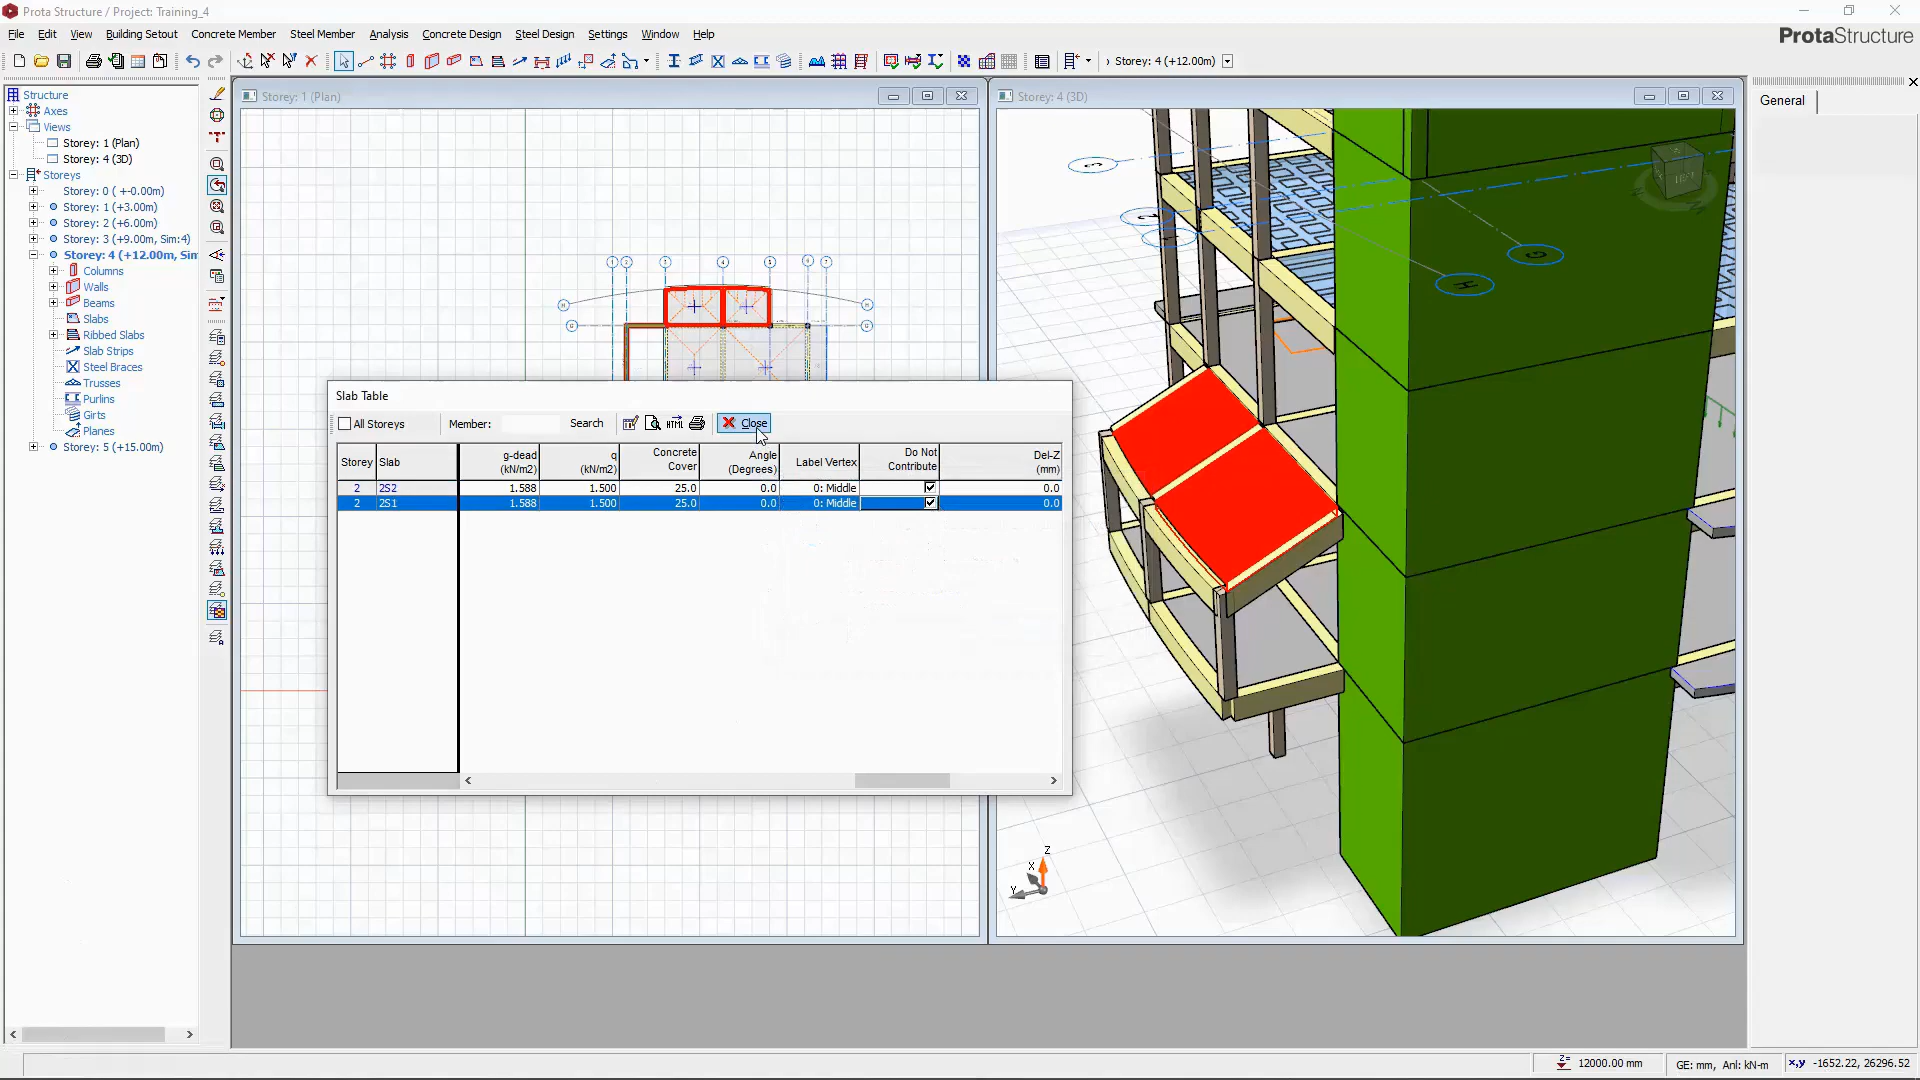 Prota Structure / Project: Training_4
File Edit View Building Setout Concrete Member Steel Member Analysis Concrete Design Steel Design Settings Window Help
ProtaStructure
Storey: 4 (+12.00m)
Structure
Axes
Views
Storey: 1 (Plan)
Storey: 4 (3D)
Storeys
Storey: 0 ( +-0.00m)
Storey: 1 (+3.00m)
Storey: 2 (+6.00m)
Storey: 3 (+9.00m, Sim:4)
Storey: 4 (+12.00m, Sim
Columns
Walls
Beams
Slabs
Ribbed Slabs
Slab Strips
Steel Braces
Trusses
Purlins
Girts
Planes
Storey: 5 (+15.00m)
Storey: 1 (Plan)
Slab Table
All Storeys Member: Search HTML Close
Storey Slab g-dead (kN/m2) q (kN/m2) Concrete Cover Angle (Degrees) Label Vertex Do Not Contribute Del-Z (mm)
2 2S2 1.588 1.500 25.0 0.0 0: Middle 0.0
2 2S1 1.588 1.500 25.0 0.0 0: Middle 0.0
Storey: 4 (3D)
3
2
G
H
Z
X
Y
General
Z= 12000.00 mm
GE: mm, Anl: kN-m
x,y -1652.22, 26296.52